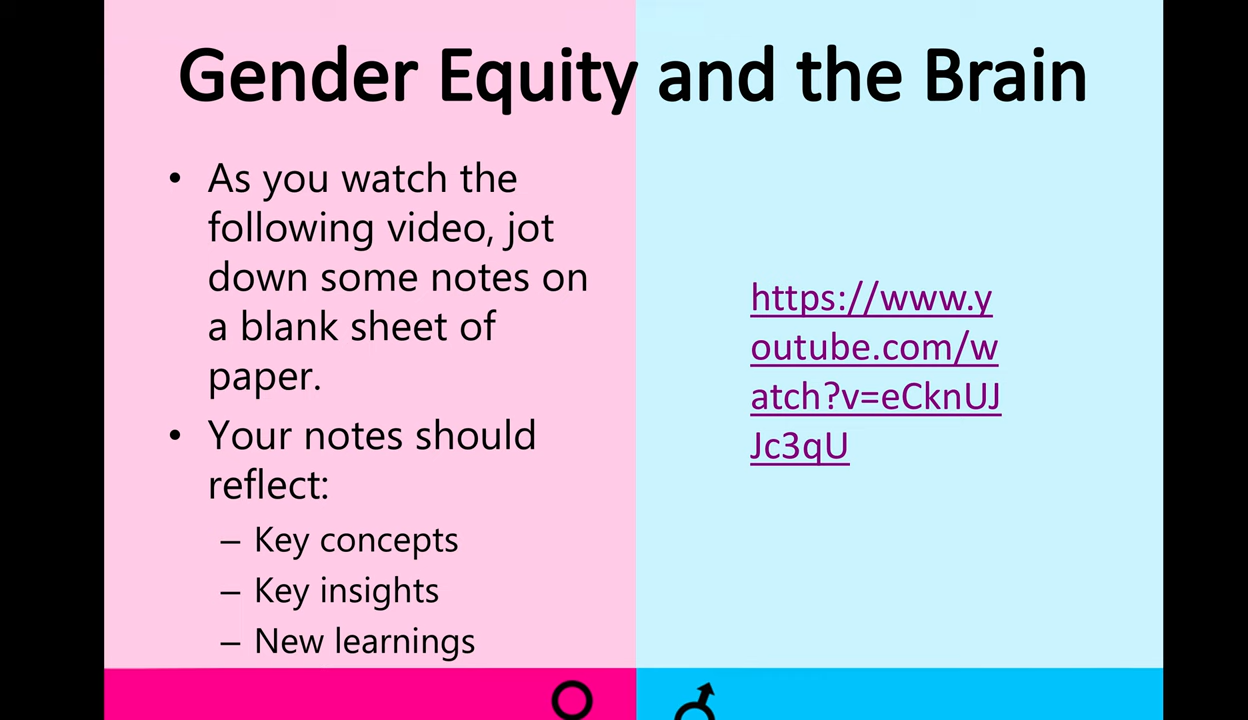 Gender Equity and the Brain
• As you watch the
following video, jot
down some notes on
a blank sheet of
paper.
• Your notes should
reflect:
– Key concepts
– Key insights
– New learnings
https://www.y
outube.com/w
atch?v=eCknUJ
Jc3qU